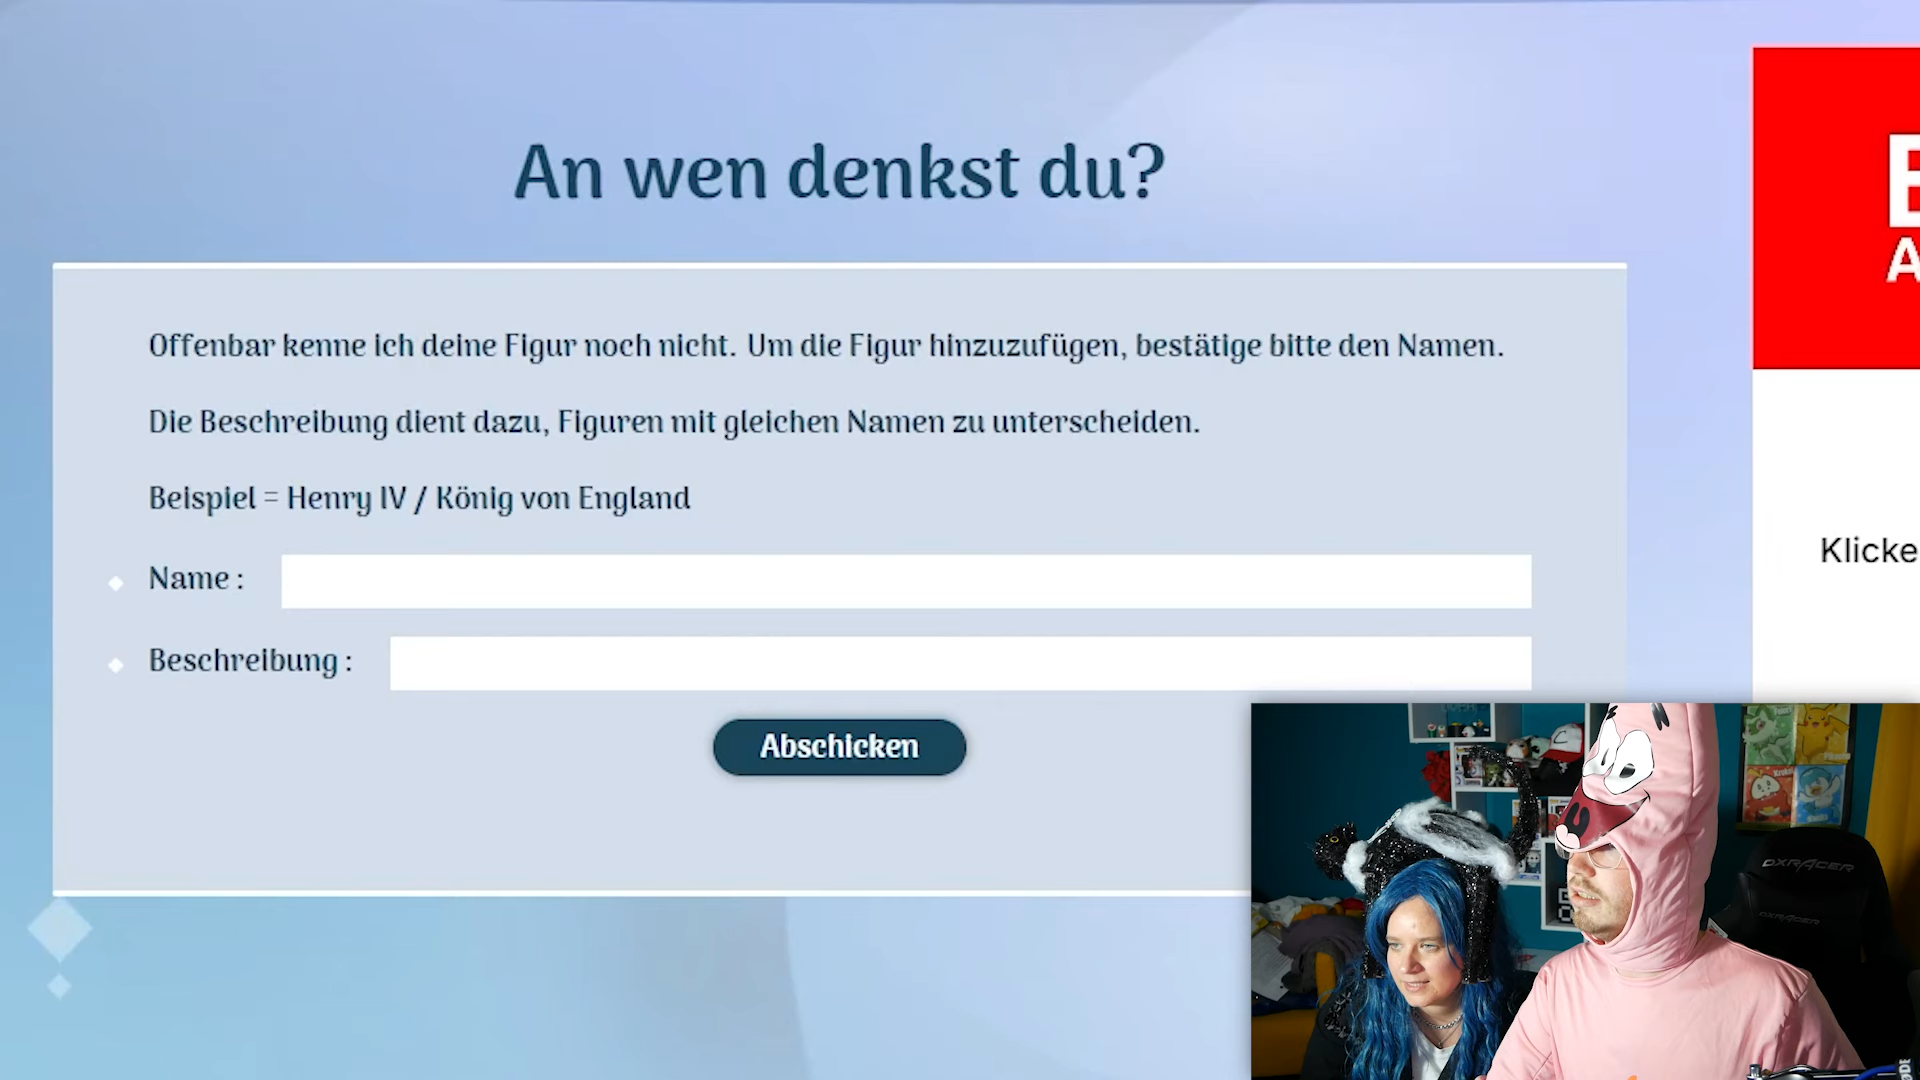 An wen denkst du?
Offenbar kenne ich deine Figur noch nicht. Um die Figur hinzuzufügen, bestätige bitte den Namen.
Die Beschreibung dient dazu, Figuren mit gleichen Namen zu unterscheiden.
Beispiel = Henry IV / König von England
Name :
Beschreibung :
Abschicken
Klicke
DXRACER
DXRACER